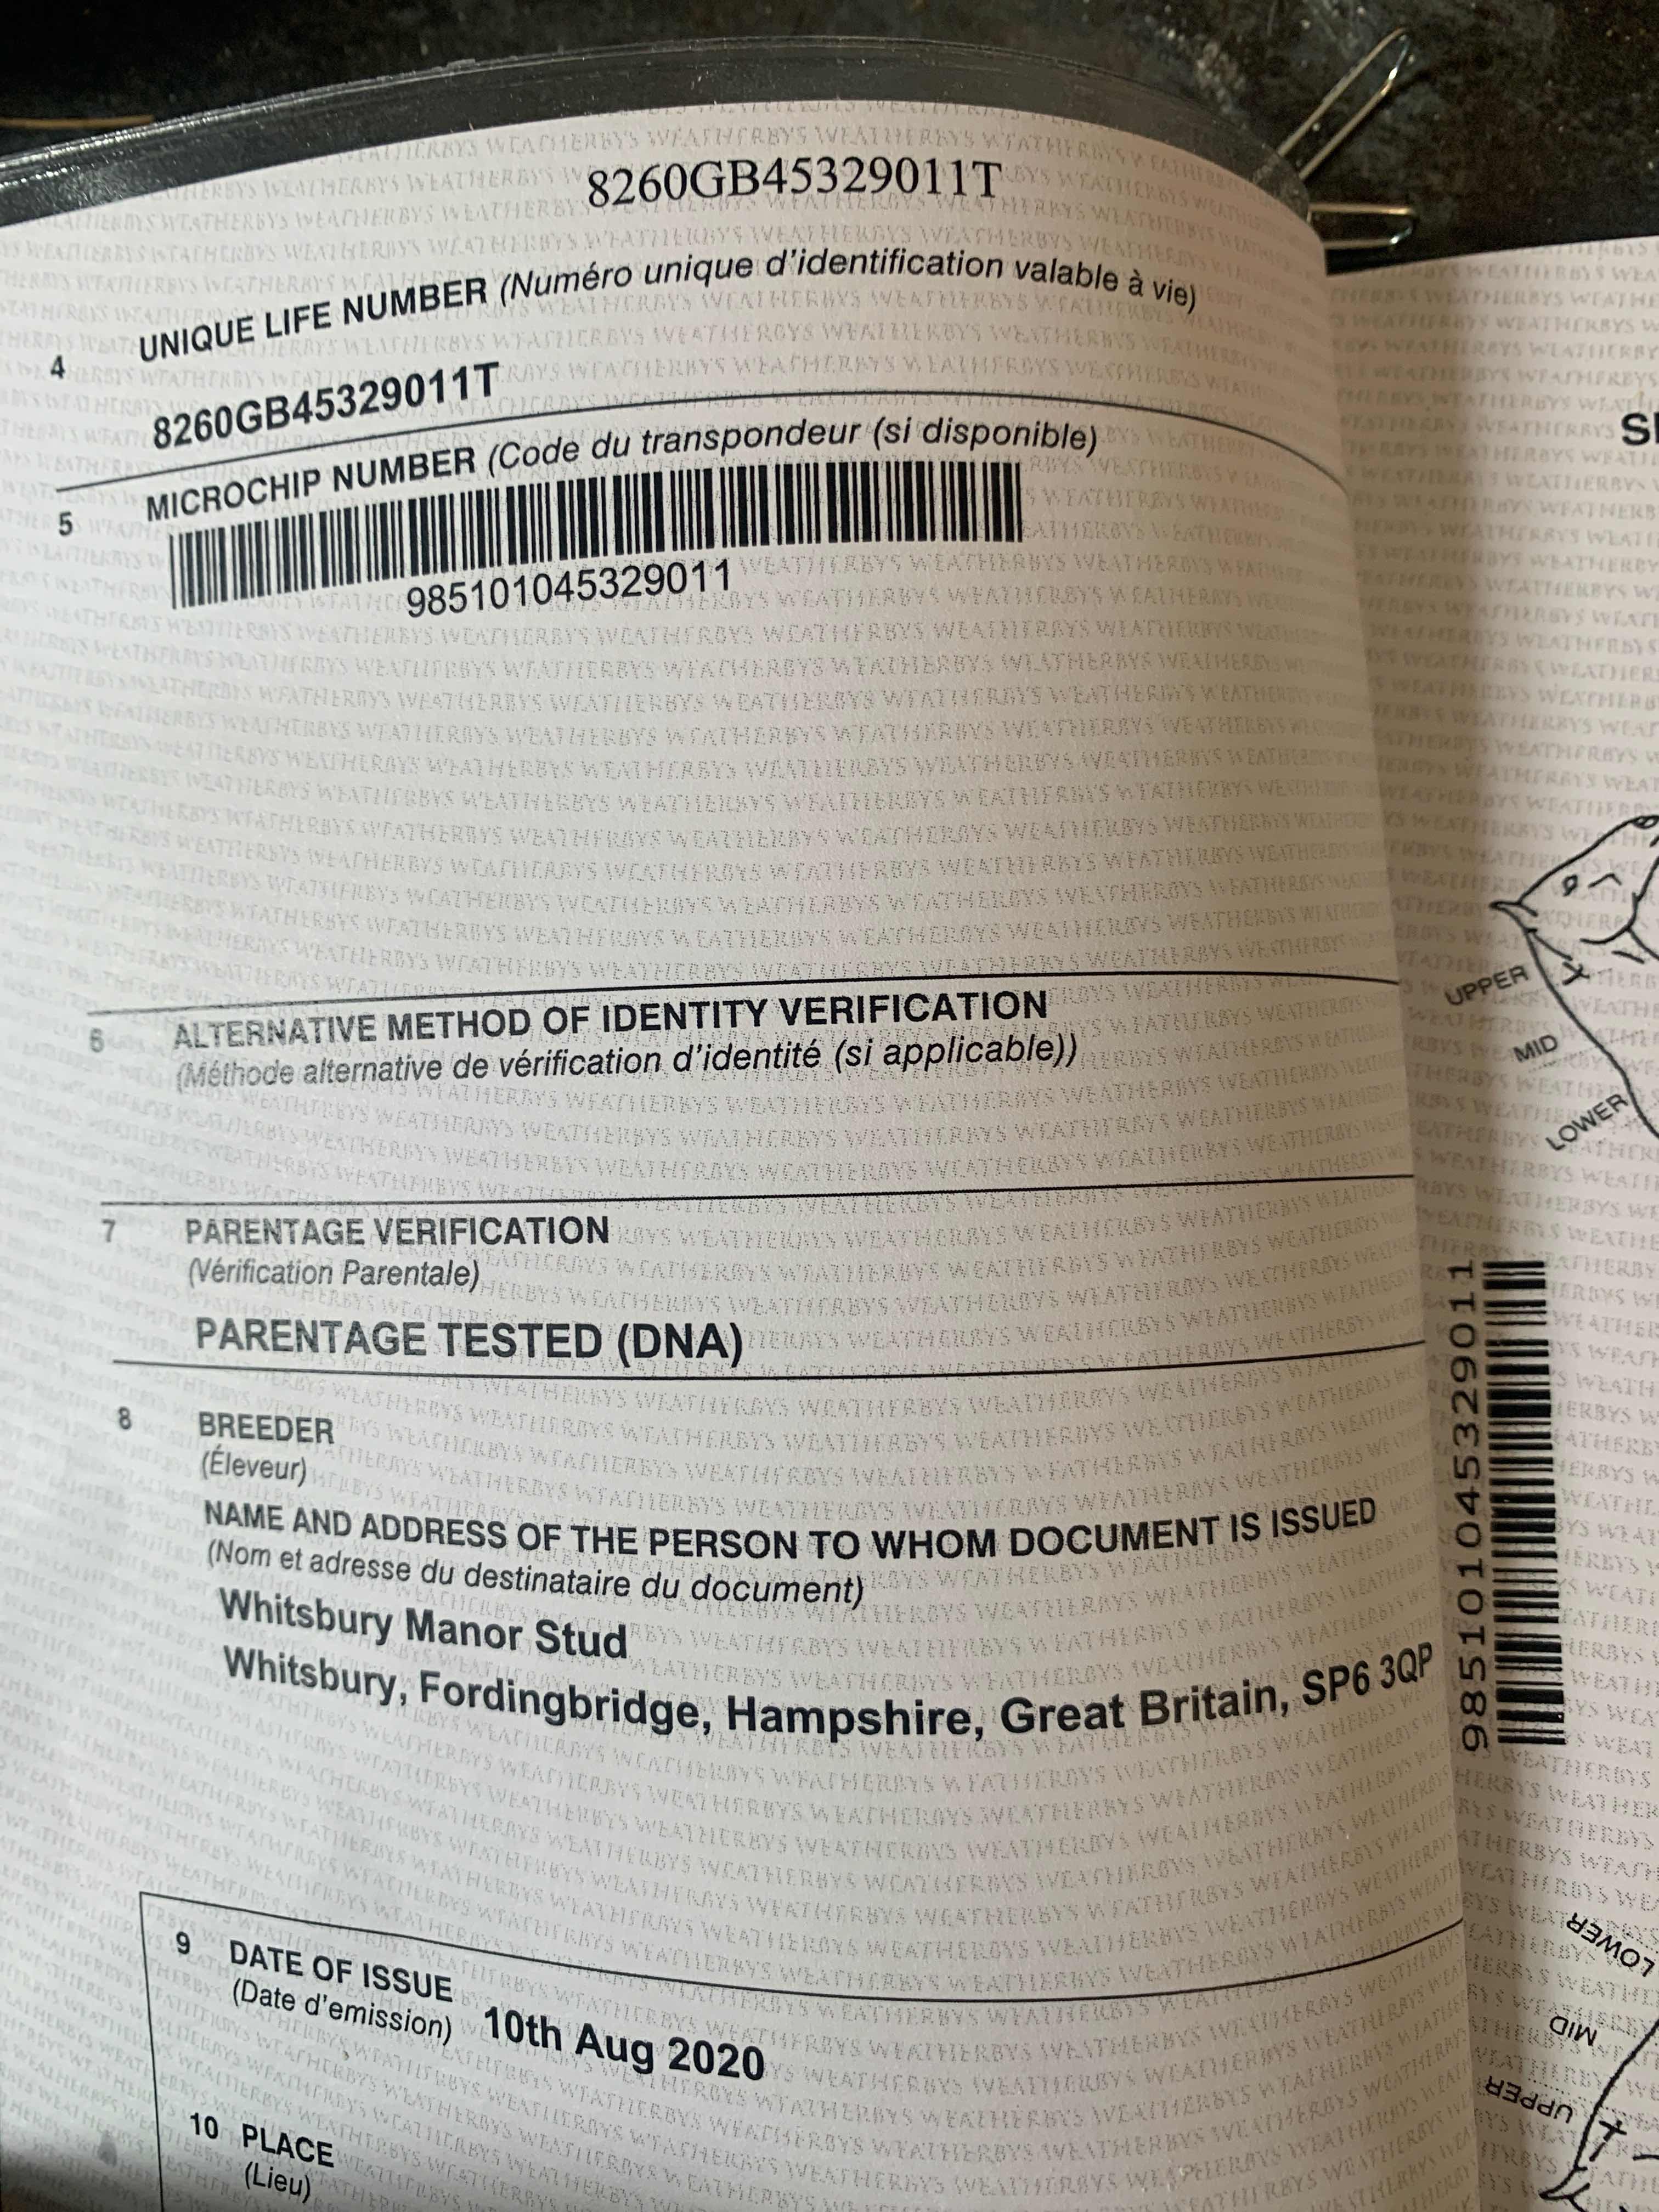 8260GB45329011T
4 UNIQUE LIFE NUMBER (Numéro unique d'identification valable à vie)
8260GB45329011T
5 MICROCHIP NUMBER (Code du transpondeur (si disponible)
985101045329011
6 ALTERNATIVE METHOD OF IDENTITY VERIFICATION
(Méthode alternative de vérification d'identité (si applicable))
7 PARENTAGE VERIFICATION
(Vérification Parentale)
PARENTAGE TESTED (DNA)
8 BREEDER
(Éleveur)
NAME AND ADDRESS OF THE PERSON TO WHOM DOCUMENT IS ISSUED
(Nom et adresse du destinataire du document)
Whitsbury Manor Stud
Whitsbury, Fordingbridge, Hampshire, Great Britain, SP6 3QP
9 DATE OF ISSUE
(Date d'emission) 10th Aug 2020
10 PLACE
(Lieu)
985101045329011
UPPER
MID
LOWER
LOWER
MID
UPPER